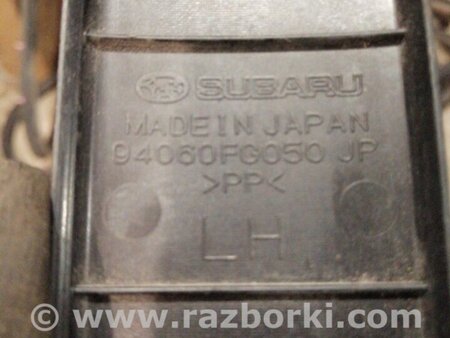 SUBARU
MADE IN JAPAN
94060FG050 JP
>PP<
LH
© www.razborki.com